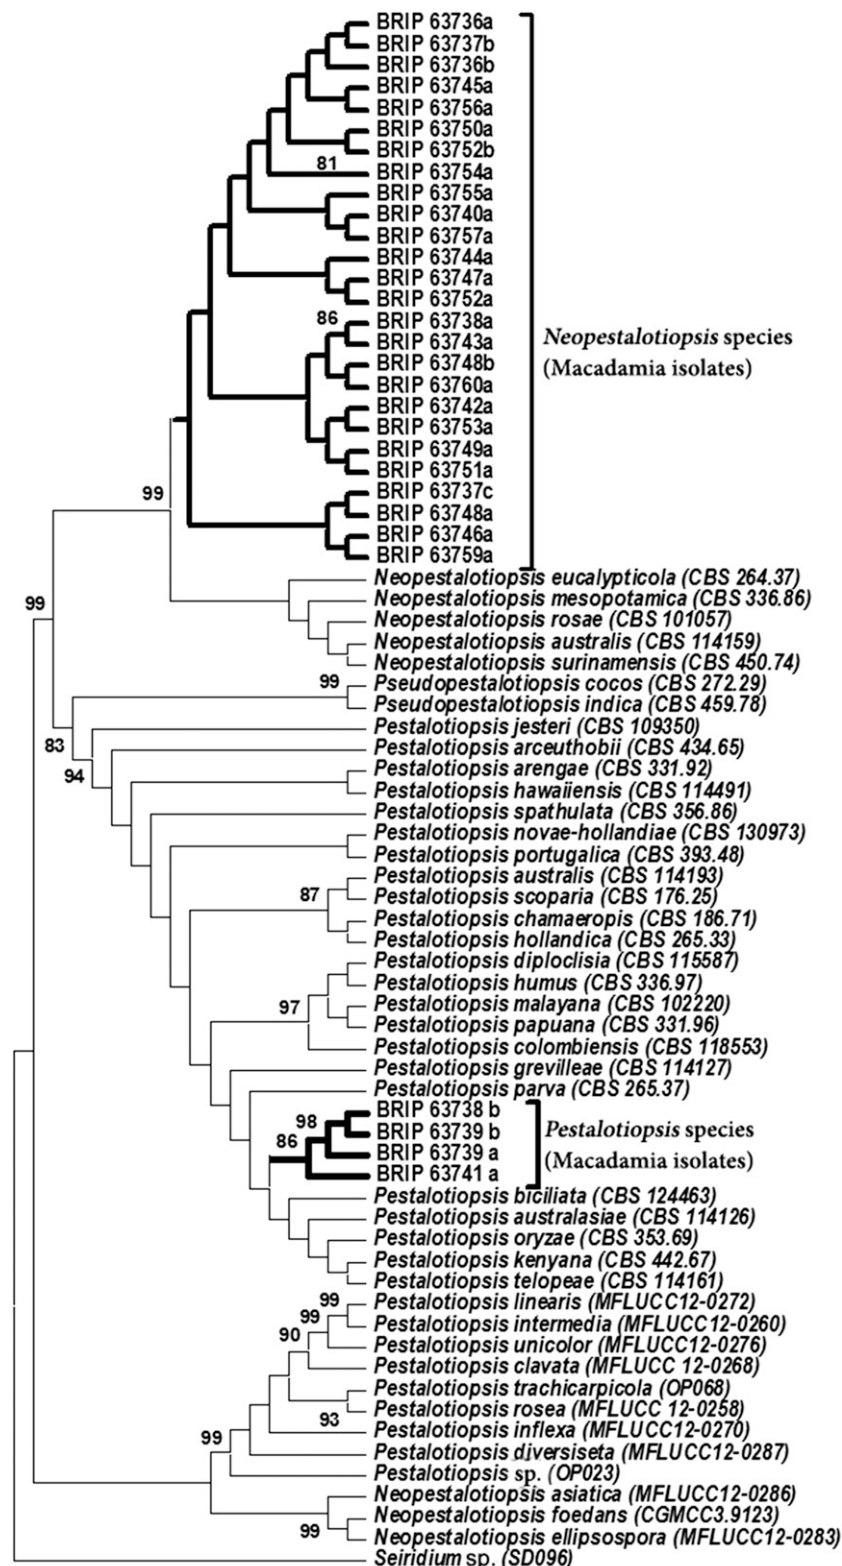 BRIP 63736a
BRIP 63737b
BRIP 63736b
BRIP 63745a
BRIP 63756a
BRIP 63750a
BRIP 63752b
81
BRIP 63754a
BRIP 63755a
BRIP 63740a
BRIP 63757a
BRIP 63744a
BRIP 63747a
BRIP 63752a
86
BRIP 63738a
BRIP 63743a
Neopestalotiopsis species
(Macadamia isolates)
BRIP 63748b
BRIP 63760a
BRIP 63742a
BRIP 63753a
BRIP 63749a
BRIP 63751a
BRIP 63737c
99
BRIP 63748a
BRIP 63746a
BRIP 63759a
Neopestalotiopsis eucalypticola (CBS 264.37)
99
Neopestalotiopsis mesopotamica (CBS 336.86)
Neopestalotiopsis rosae (CBS 101057)
Neopestalotiopsis australis (CBS 114159)
Neopestalotiopsis surinamensis (CBS 450.74)
99
Pseudopestalotiopsis cocos (CBS 272.29)
Pseudopestalotiopsis indica (CBS 459.78)
Pestalotiopsis jesteri (CBS 109350)
83
Pestalotiopsis arceuthobii (CBS 434.65)
94
Pestalotiopsis arengae (CBS 331.92)
Pestalotiopsis hawaiiensis (CBS 114491)
Pestalotiopsis spathulata (CBS 356.86)
Pestalotiopsis novae-hollandiae (CBS 130973)
Pestalotiopsis portugalica (CBS 393.48)
Pestalotiopsis australis (CBS 114193)
87
Pestalotiopsis scoparia (CBS 176.25)
Pestalotiopsis chamaeropis (CBS 186.71)
Pestalotiopsis hollandica (CBS 265.33)
Pestalotiopsis diploclisia (CBS 115587)
Pestalotiopsis humus (CBS 336.97)
97
Pestalotiopsis malayana (CBS 102220)
Pestalotiopsis papuana (CBS 331.96)
Pestalotiopsis colombiensis (CBS 118553)
Pestalotiopsis grevilleae (CBS 114127)
Pestalotiopsis parva (CBS 265.37)
BRIP 63738 b
98
BRIP 63739 b
86
BRIP 63739 a
BRIP 63741 a
Pestalotiopsis species
(Macadamia isolates)
Pestalotiopsis biciliata (CBS 124463)
Pestalotiopsis australasiae (CBS 114126)
Pestalotiopsis oryzae (CBS 353.69)
Pestalotiopsis kenyana (CBS 442.67)
Pestalotiopsis telopeae (CBS 114161)
99
Pestalotiopsis linearis (MFLUCC12-0272)
99
Pestalotiopsis intermedia (MFLUCC12-0260)
90
Pestalotiopsis unicolor (MFLUCC12-0276)
Pestalotiopsis clavata (MFLUCC 12-0268)
Pestalotiopsis trachicarpicola (OP068)
Pestalotiopsis rosea (MFLUCC 12-0258)
93
Pestalotiopsis inflexa (MFLUCC12-0270)
99
Pestalotiopsis diversiseta (MFLUCC12-0287)
Pestalotiopsis sp. (OP023)
Neopestalotiopsis asiatica (MFLUCC12-0286)
Neopestalotiopsis foedans (CGMCC3.9123)
99
Neopestalotiopsis ellipsospora (MFLUCC12-0283)
Seiridium sp. (SD096)